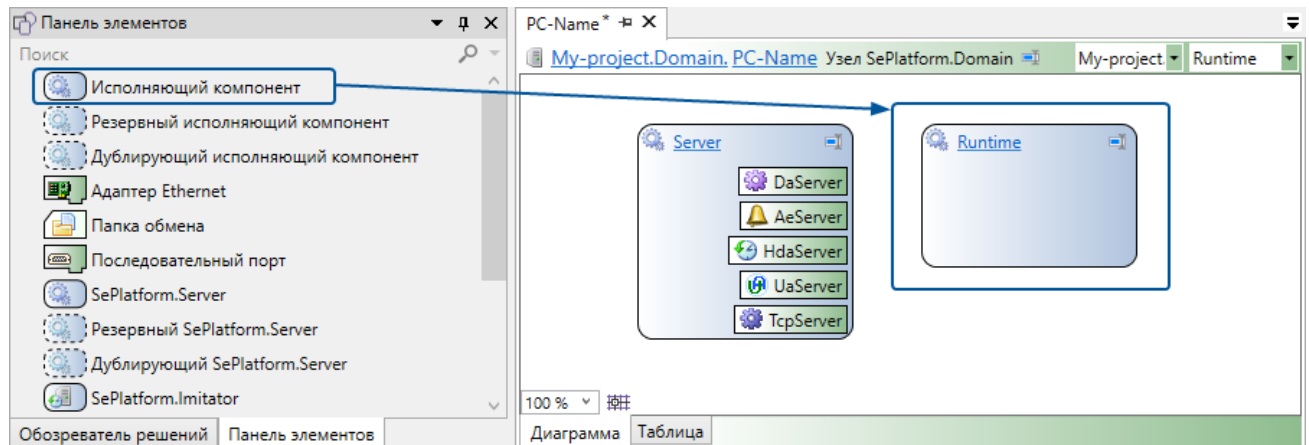 Панель элементов
Поиск
Исполняющий компонент
Резервный исполняющий компонент
Дублирующий исполняющий компонент
Адаптер Ethernet
Папка обмена
Последовательный порт
SePlatform.Server
Резервный SePlatform.Server
Дублирующий SePlatform.Server
SePlatform.Imitator
Обозреватель решений Панель элементов
PC-Name*
My-project.Domain. PC-Name Узел SePlatform.Domain My-project. Runtime
Server
DaServer
AeServer
HdaServer
UaServer
TcpServer
Runtime
100 %
Диаграмма Таблица